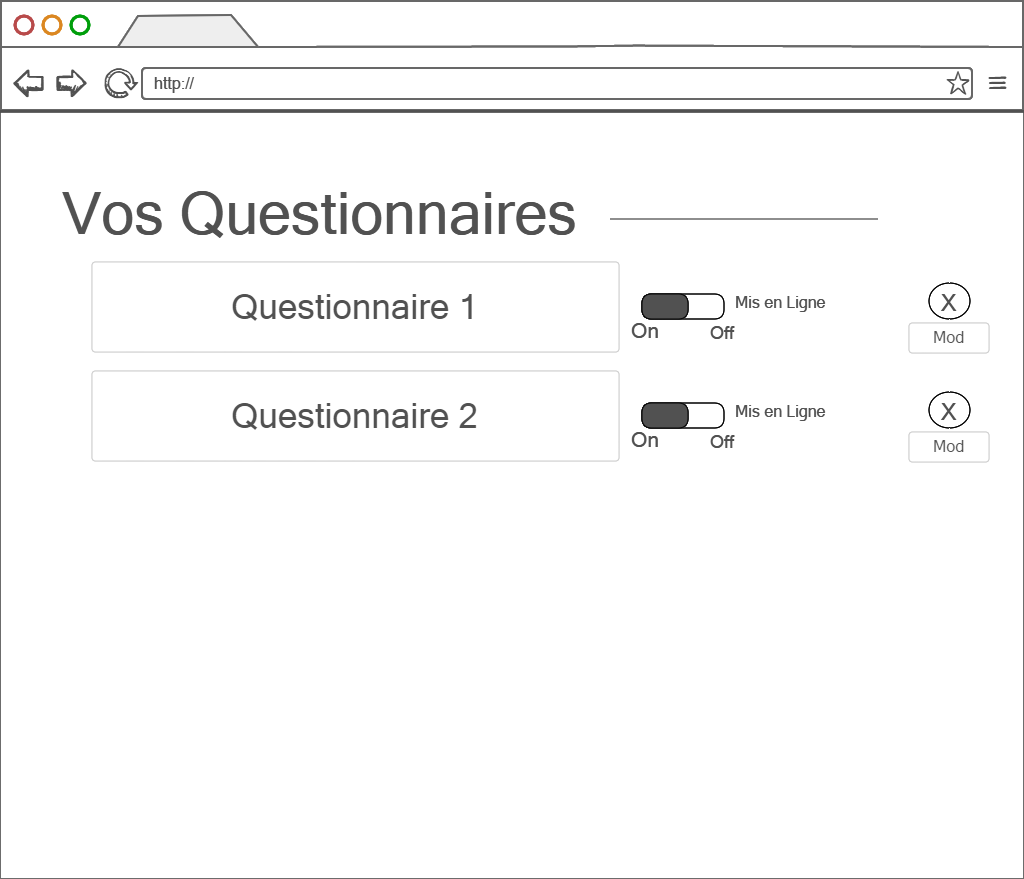 http://
Vos Questionnaires
Questionnaire 1
Mis en Ligne
On
Off
X
Mod
Questionnaire 2
Mis en Ligne
On
Off
X
Mod